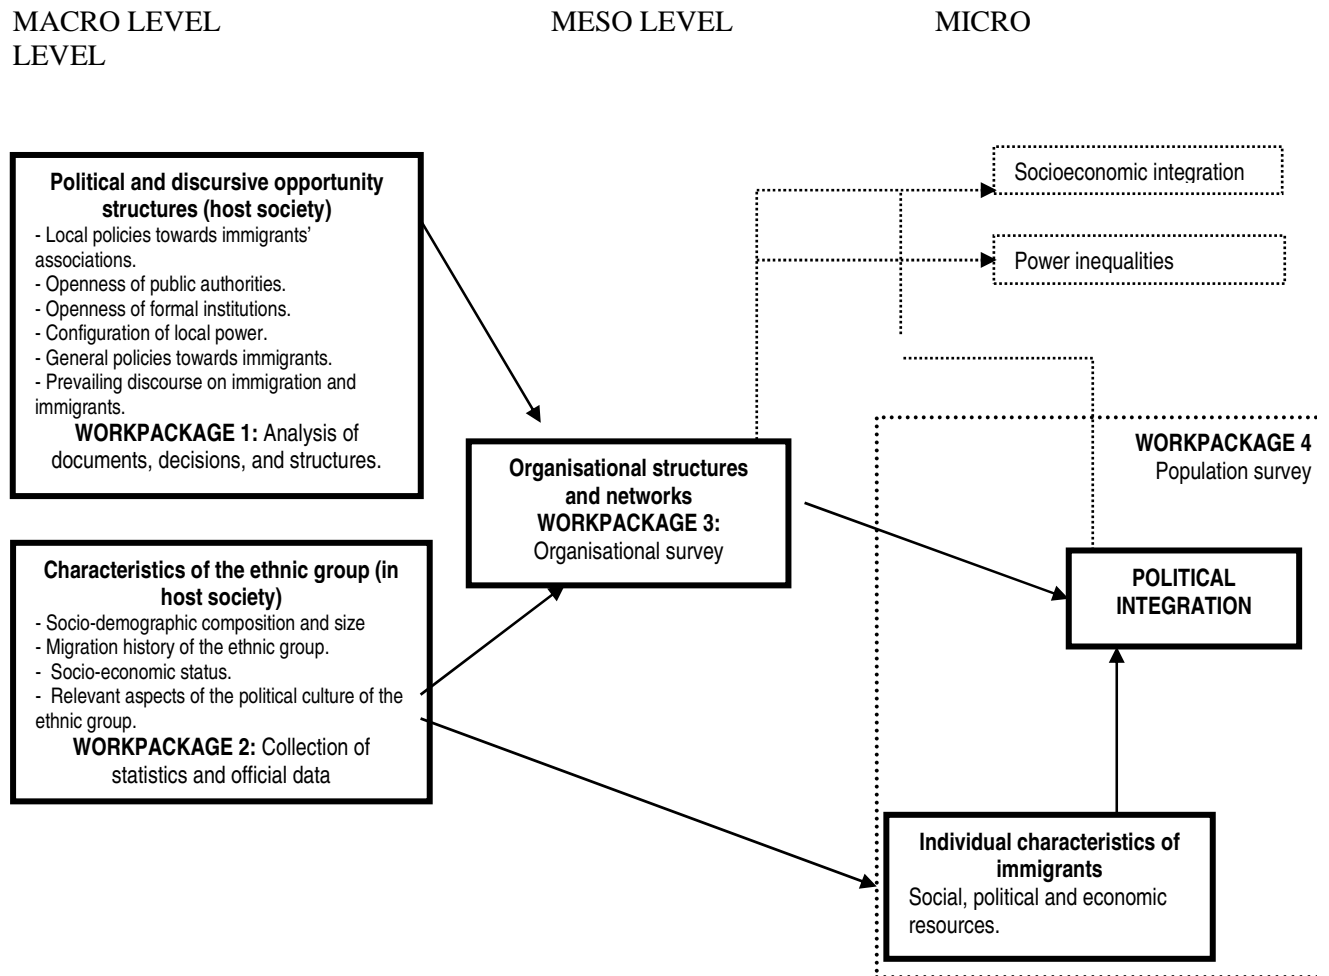 MACRO LEVEL MESO LEVEL MICRO
LEVEL
Political and discursive opportunity
structures (host society)
- Local policies towards immigrants’
associations.
- Openness of public authorities.
- Openness of formal institutions.
- Configuration of local power.
- General policies towards immigrants.
- Prevailing discourse on immigration and
immigrants.
WORKPACKAGE 1: Analysis of
documents, decisions, and structures.
Characteristics of the ethnic group (in
host society)
- Socio-demographic composition and size
- Migration history of the ethnic group.
- Socio-economic status.
- Relevant aspects of the political culture of the
ethnic group.
WORKPACKAGE 2: Collection of
statistics and official data
Organisational structures
and networks
WORKPACKAGE 3:
Organisational survey
Socioeconomic integration
Power inequalities
WORKPACKAGE 4
Population survey
POLITICAL
INTEGRATION
Individual characteristics of
immigrants
Social, political and economic
resources.